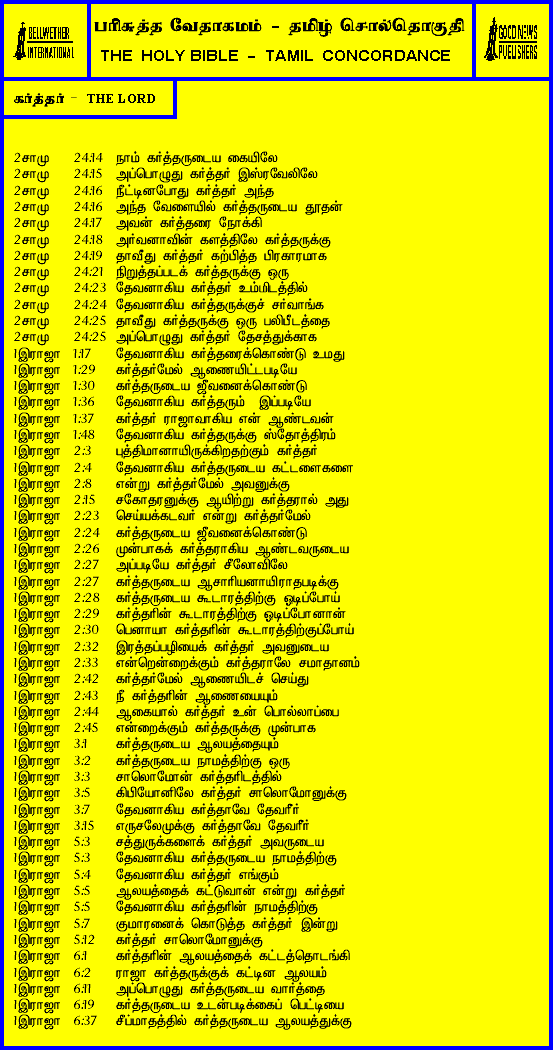 BELLWETHER INTERNATIONAL
பரிசுத்த வேதாகமம் - தமிழ் சொல்தொகுதி
THE HOLY BIBLE - TAMIL CONCORDANCE
GOOD NEWS PUBLISHERS
கர்த்தர் - THE LORD
2சாமு 24:14 நாம் கர்த்தருடைய கையிலே
2சாமு 24:15 அப்பொழுது கர்த்தர் இஸ்ரவேலிலே
2சாமு 24:16 நீட்டினபோது கர்த்தர் அந்த
2சாமு 24:16 அந்த வேளையில் கர்த்தருடைய தூதன்
2சாமு 24:17 அவன் கர்த்தரை நோக்கி
2சாமு 24:18 அர்வனாவின் களத்திலே கர்த்தருக்கு
2சாமு 24:19 தாவீது கர்த்தர் கற்பித்த பிரகாரமாக
2சாமு 24:21 நிறுத்தப்படக் கர்த்தருக்கு ஒரு
2சாமு 24:23 தேவனாகிய கர்த்தர் உம்மிடத்தில்
2சாமு 24:24 தேவனாகிய கர்த்தருக்குச் சர்வாங்க
2சாமு 24:25 தாவீது கர்த்தருக்கு ஒரு பலிபீடத்தை
2சாமு 24:25 அப்பொழுது கர்த்தர் தேசத்துக்காக
1இராஜா 1:17 தேவனாகிய கர்த்தரைக்கொண்டு உமது
1இராஜா 1:29 கர்த்தர்மேல் ஆணையிட்டபடியே
1இராஜா 1:30 கர்த்தருடைய ஜீவனைக்கொண்டு
1இராஜா 1:36 தேவனாகிய கர்த்தரும் இப்படியே
1இராஜா 1:37 கர்த்தர் ராஜாவாகிய என் ஆண்டவன்
1இராஜா 1:48 தேவனாகிய கர்த்தருக்கு ஸ்தோத்திரம்
1இராஜா 2:3 புத்திமானாயிருக்கிறதற்கும் கர்த்தர்
1இராஜா 2:4 தேவனாகிய கர்த்தருடைய கட்டளைகளை
1இராஜா 2:8 என்று கர்த்தர்மேல் அவனுக்கு
1இராஜா 2:15 சகோதரனுக்கு ஆயிற்று கர்த்தரால் அது
1இராஜா 2:23 செய்யக்கடவர் என்று கர்த்தர்மேல்
1இராஜா 2:24 கர்த்தருடைய ஜீவனைக்கொண்டு
1இராஜா 2:26 முன்பாகக் கர்த்தராகிய ஆண்டவருடைய
1இராஜா 2:27 அப்படியே கர்த்தர் சீலோவிலே
1இராஜா 2:27 கர்த்தருடைய ஆசாரியனாயிராதபடிக்கு
1இராஜா 2:28 கர்த்தருடைய கூடாரத்திற்கு ஓடிப்போய்
1இராஜா 2:29 கர்த்தரின் கூடாரத்திற்கு ஓடிப்போனான்
1இராஜா 2:30 பெனாயா கர்த்தரின் கூடாரத்திற்குப்போய்
1இராஜா 2:32 இரத்தப்பழியைக் கர்த்தர் அவனுடைய
1இராஜா 2:33 என்றென்றைக்கும் கர்த்தராலே சமாதானம்
1இராஜா 2:42 கர்த்தர்மேல் ஆணையிடச் செய்து
1இராஜா 2:43 நீ கர்த்தரின் ஆணையையும்
1இராஜா 2:44 ஆகையால் கர்த்தர் உன் பொல்லாப்பை
1இராஜா 2:45 என்றைக்கும் கர்த்தருக்கு முன்பாக
1இராஜா 3:1 கர்த்தருடைய ஆலயத்தையும்
1இராஜா 3:2 கர்த்தருடைய நாமத்திற்கு ஒரு
1இராஜா 3:3 சாலொமோன் கர்த்தரிடத்தில்
1இராஜா 3:5 கிபியோனிலே கர்த்தர் சாலொமோனுக்கு
1இராஜா 3:7 தேவனாகிய கர்த்தாவே தேவரீர்
1இராஜா 3:15 எருசலேமுக்கு கர்த்தாவே தேவரீர்
1இராஜா 5:3 சத்துருக்களைக் கர்த்தர் அவருடைய
1இராஜா 5:3 தேவனாகிய கர்த்தருடைய நாமத்திற்கு
1இராஜா 5:4 தேவனாகிய கர்த்தர் எங்கும்
1இராஜா 5:5 ஆலயத்தைக் கட்டுவான் என்று கர்த்தர்
1இராஜா 5:5 தேவனாகிய கர்த்தரின் நாமத்திற்கு
1இராஜா 5:7 குமாரனைக் கொடுத்த கர்த்தர் இன்று
1இராஜா 5:12 கர்த்தர் சாலொமோனுக்கு
1இராஜா 6:1 கர்த்தரின் ஆலயத்தைக் கட்டத்தொடங்கி
1இராஜா 6:2 ராஜா கர்த்தருக்குக் கட்டின ஆலயம்
1இராஜா 6:11 அப்பொழுது கர்த்தருடைய வார்த்தை
1இராஜா 6:19 கர்த்தருடைய உடன்படிக்கைப் பெட்டியை
1இராஜா 6:37 சீப்மாதத்தில் கர்த்தருடைய ஆலயத்துக்கு